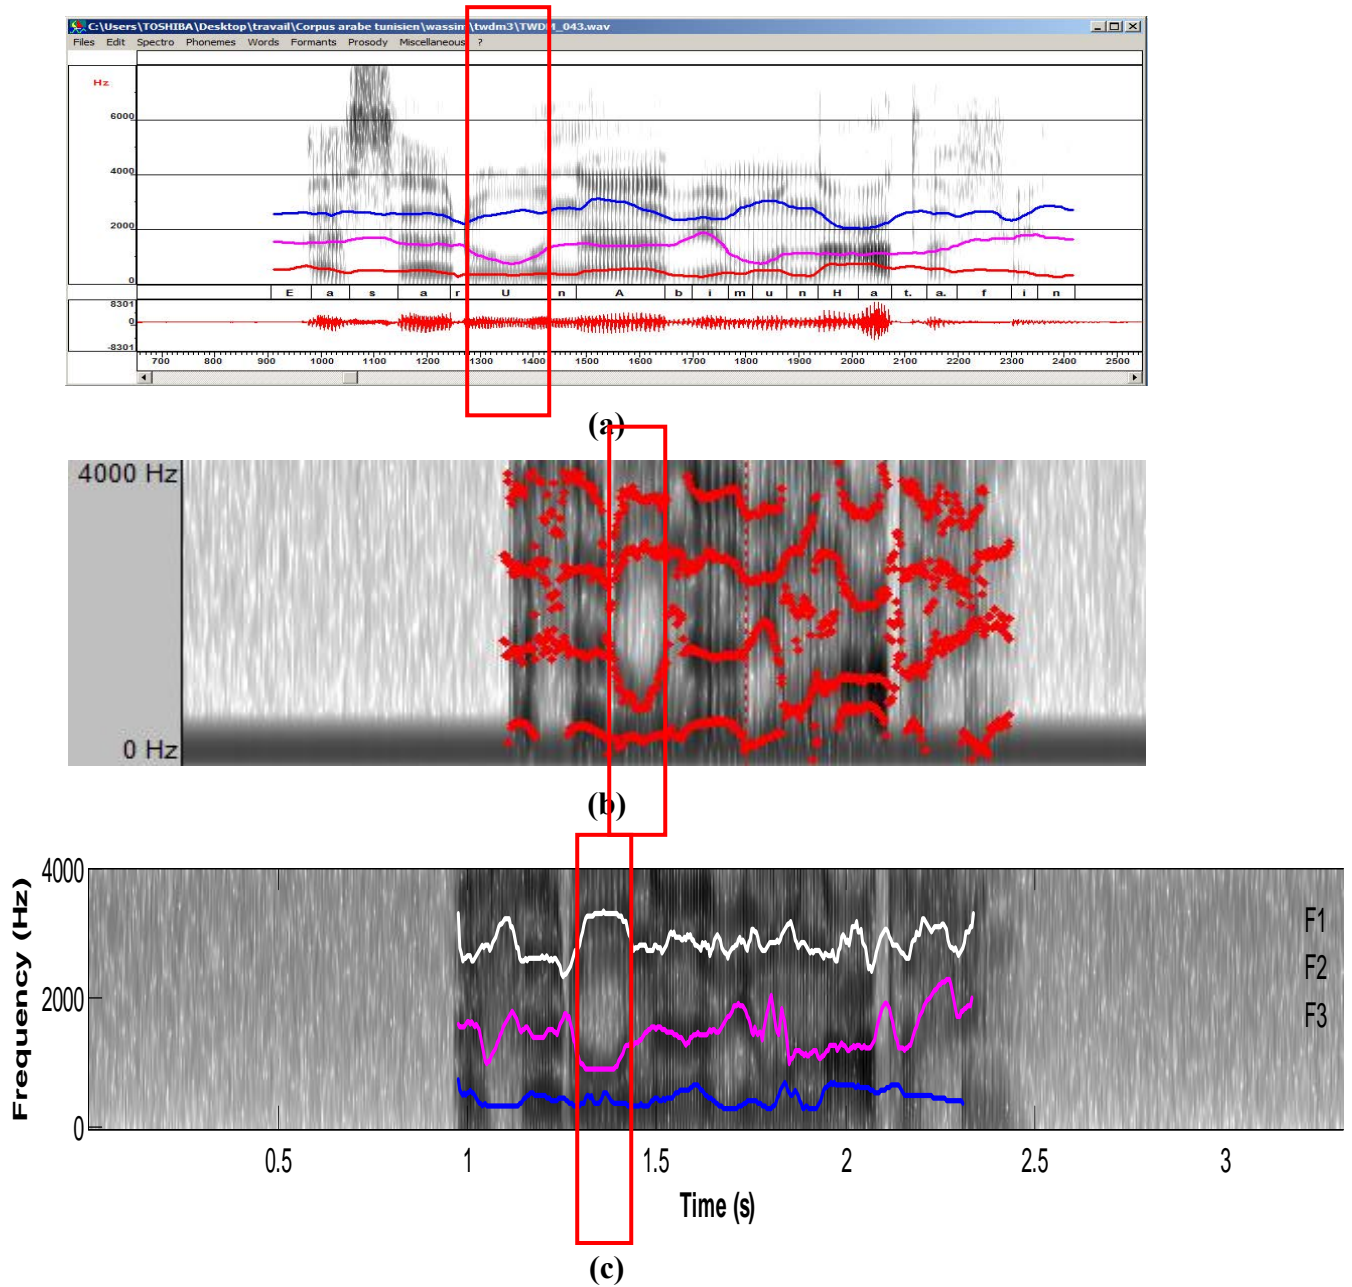 C:\Users\TOSHIBA\Desktop\travail\Corpus arabe tunisien\wassim\twdm3\TWDM_043.wav
Files Edit Spectro Phonemes Words Formants Prosody Miscellaneous ?
Hz
6000
4000
2000
0
E a s a r U n A b i m u n H a t. a. f i n
8301
0
-8301
700 800 900 1000 1100 1200 1300 1400 1500 1600 1700 1800 1900 2000 2100 2200 2300 2400 2500
(a)
4000 Hz
0 Hz
(b)
4000
2000
0
Frequency (Hz)
F1
F2
F3
0.5 1 1.5 2 2.5 3
Time (s)
(c)